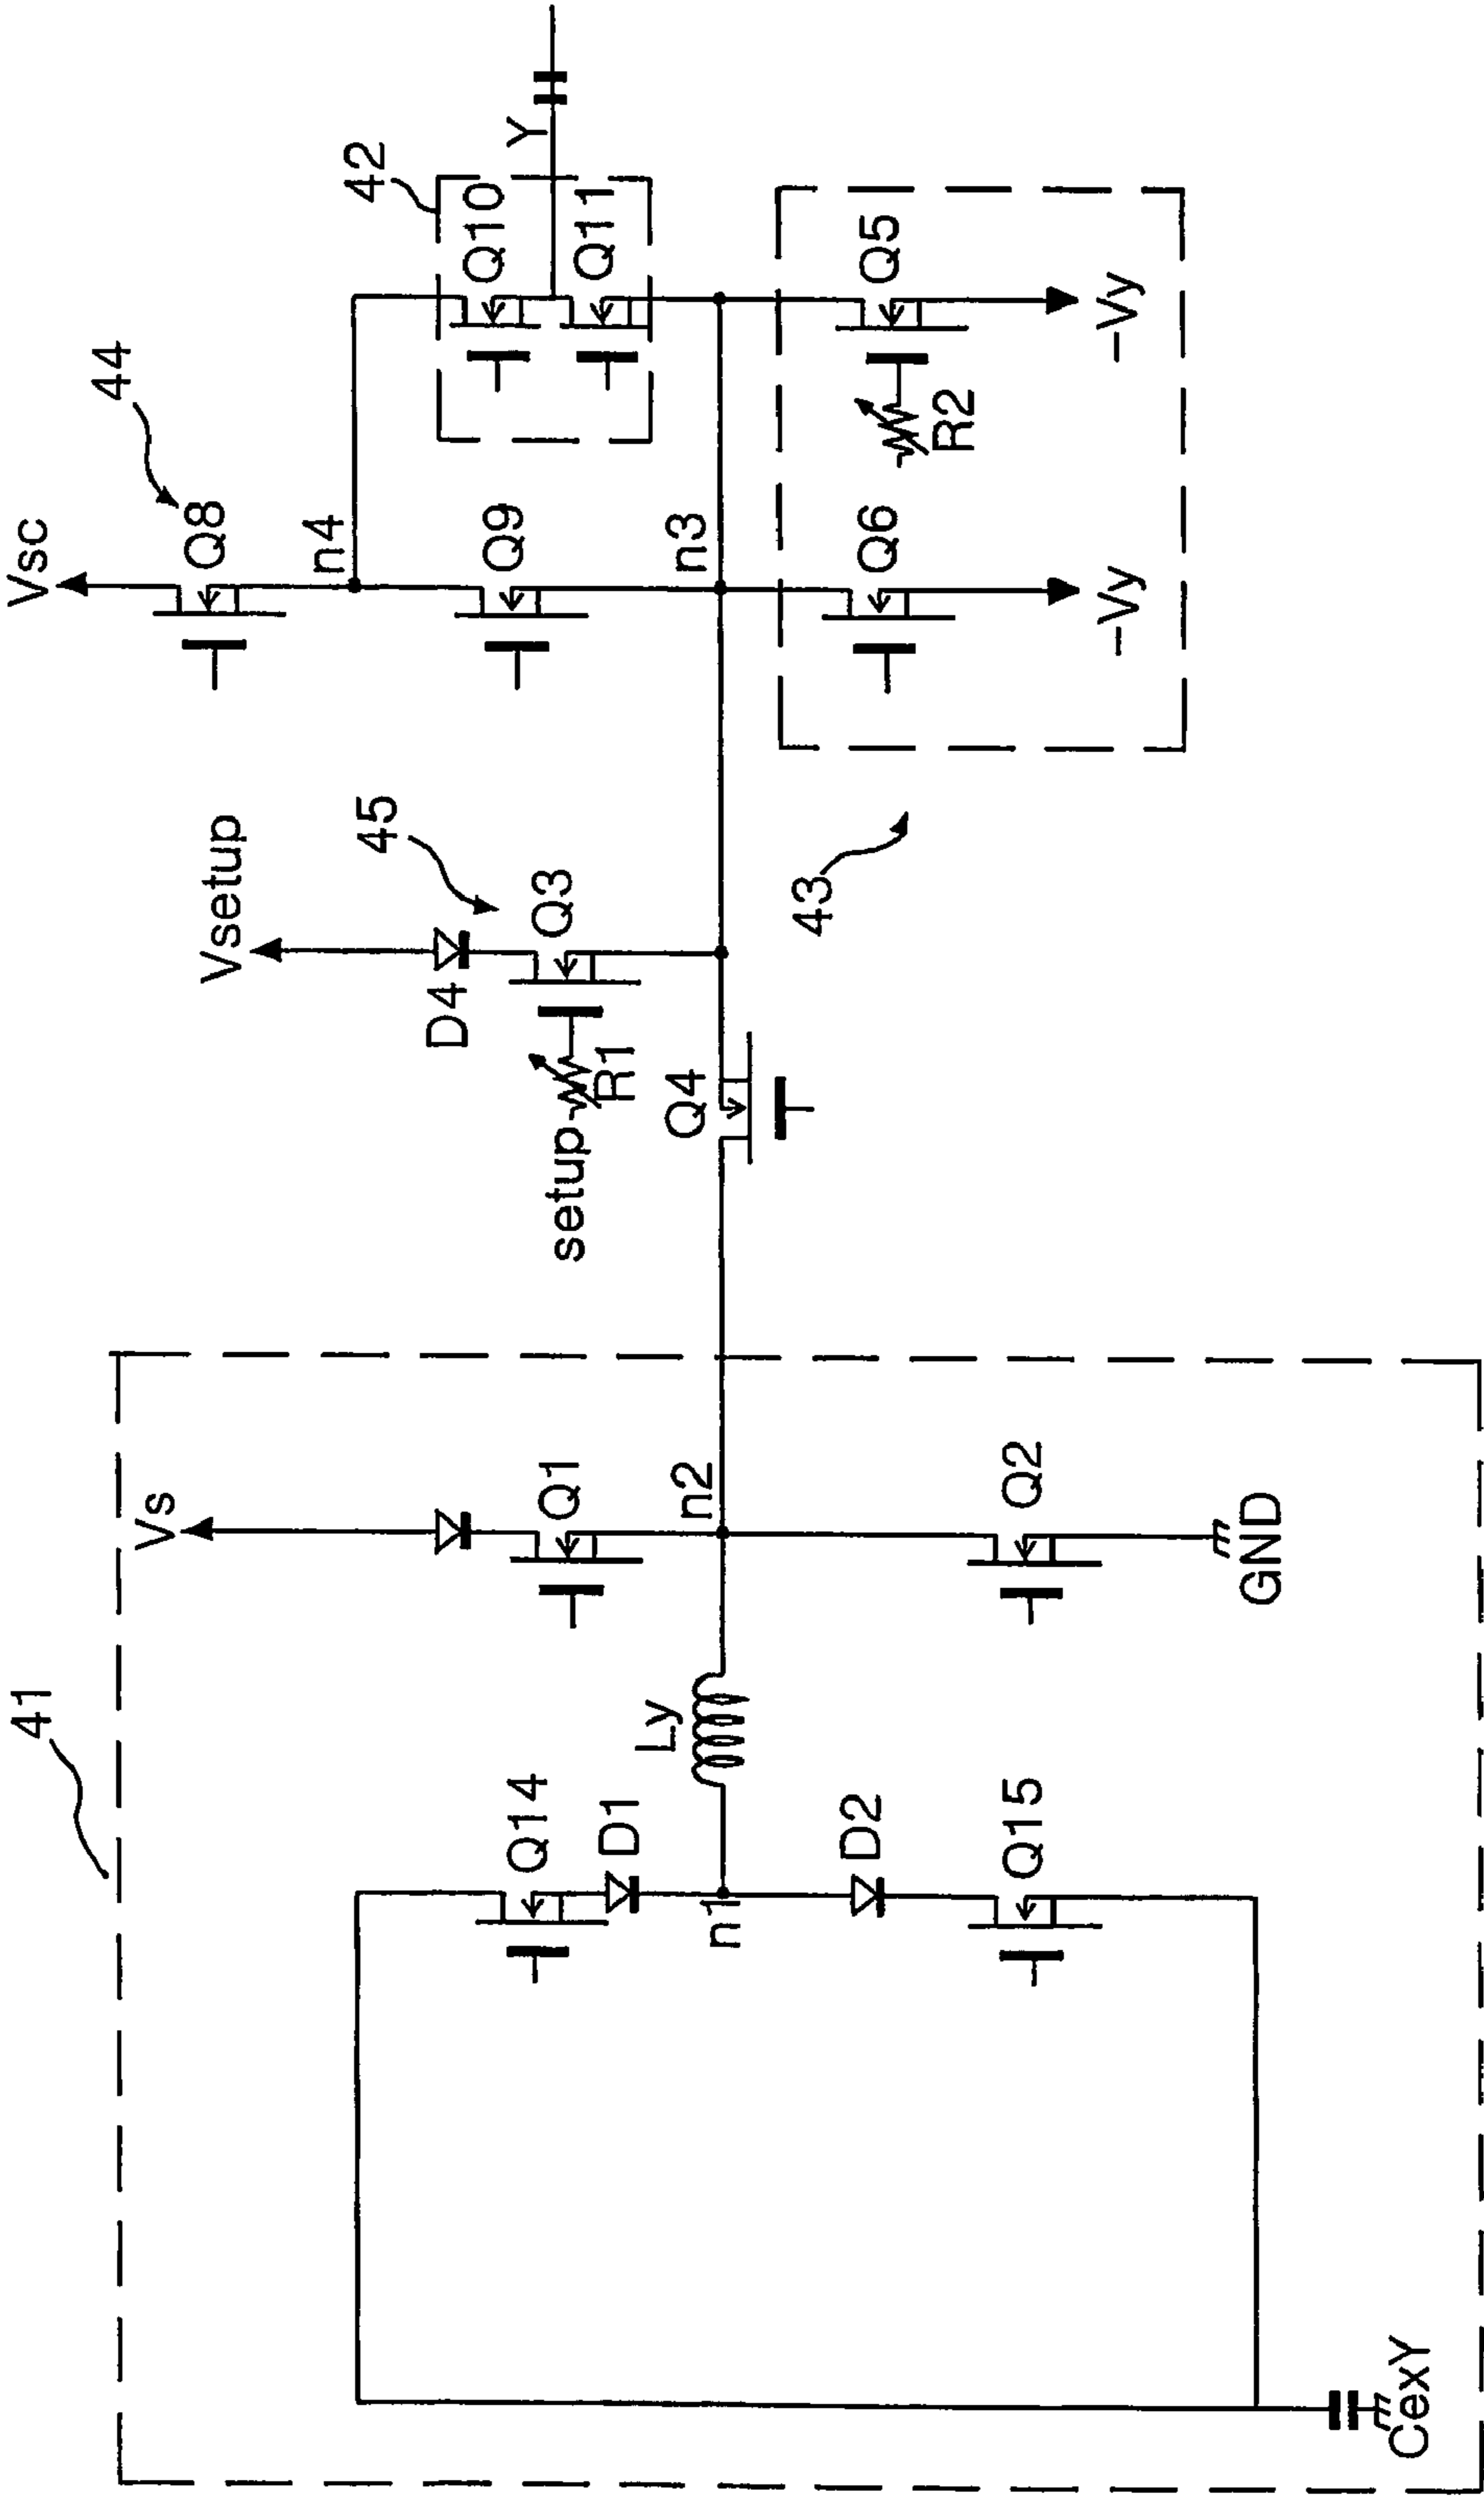 Vsc
44
Q8
n4
42
Y
Q10
Q11
Q9
n3
Vsetup
45
D4
Q3
R1
setup
Q4
Q6
Q5
R2
-Vy
-Vy
43
41
Vs
Q1
n2
Q2
GND
Ly
Q14
D1
n1
D2
Q15
CexY